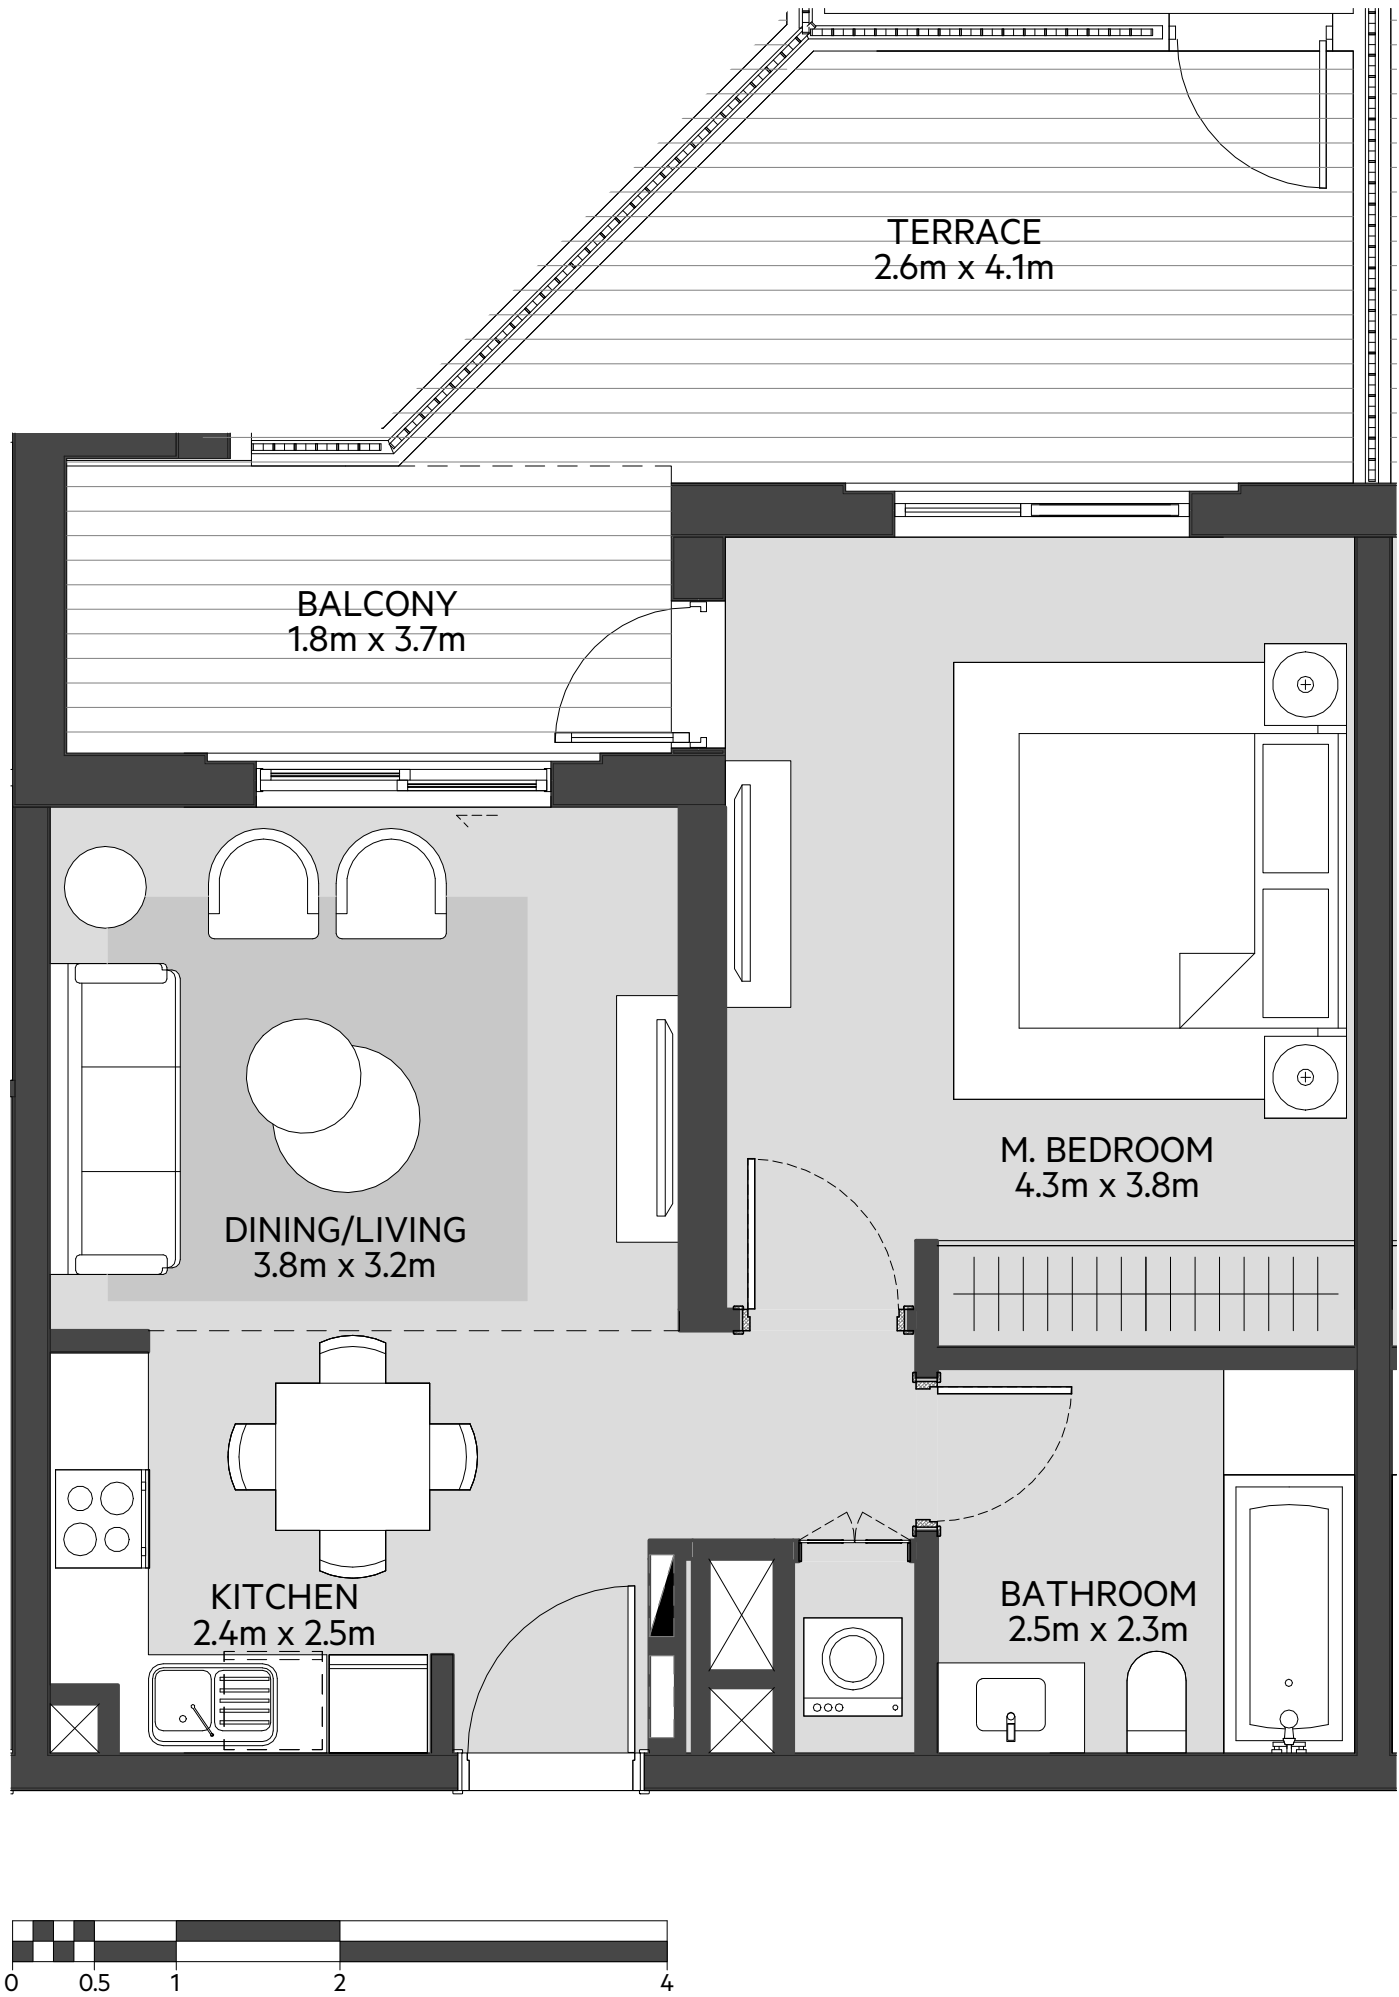 TERRACE
2.6m x 4.1m
BALCONY
1.8m x 3.7m
M. BEDROOM
4.3m x 3.8m
DINING/LIVING
3.8m x 3.2m
KITCHEN
2.4m x 2.5m
BATHROOM
2.5m x 2.3m
0 0.5 1 2 4